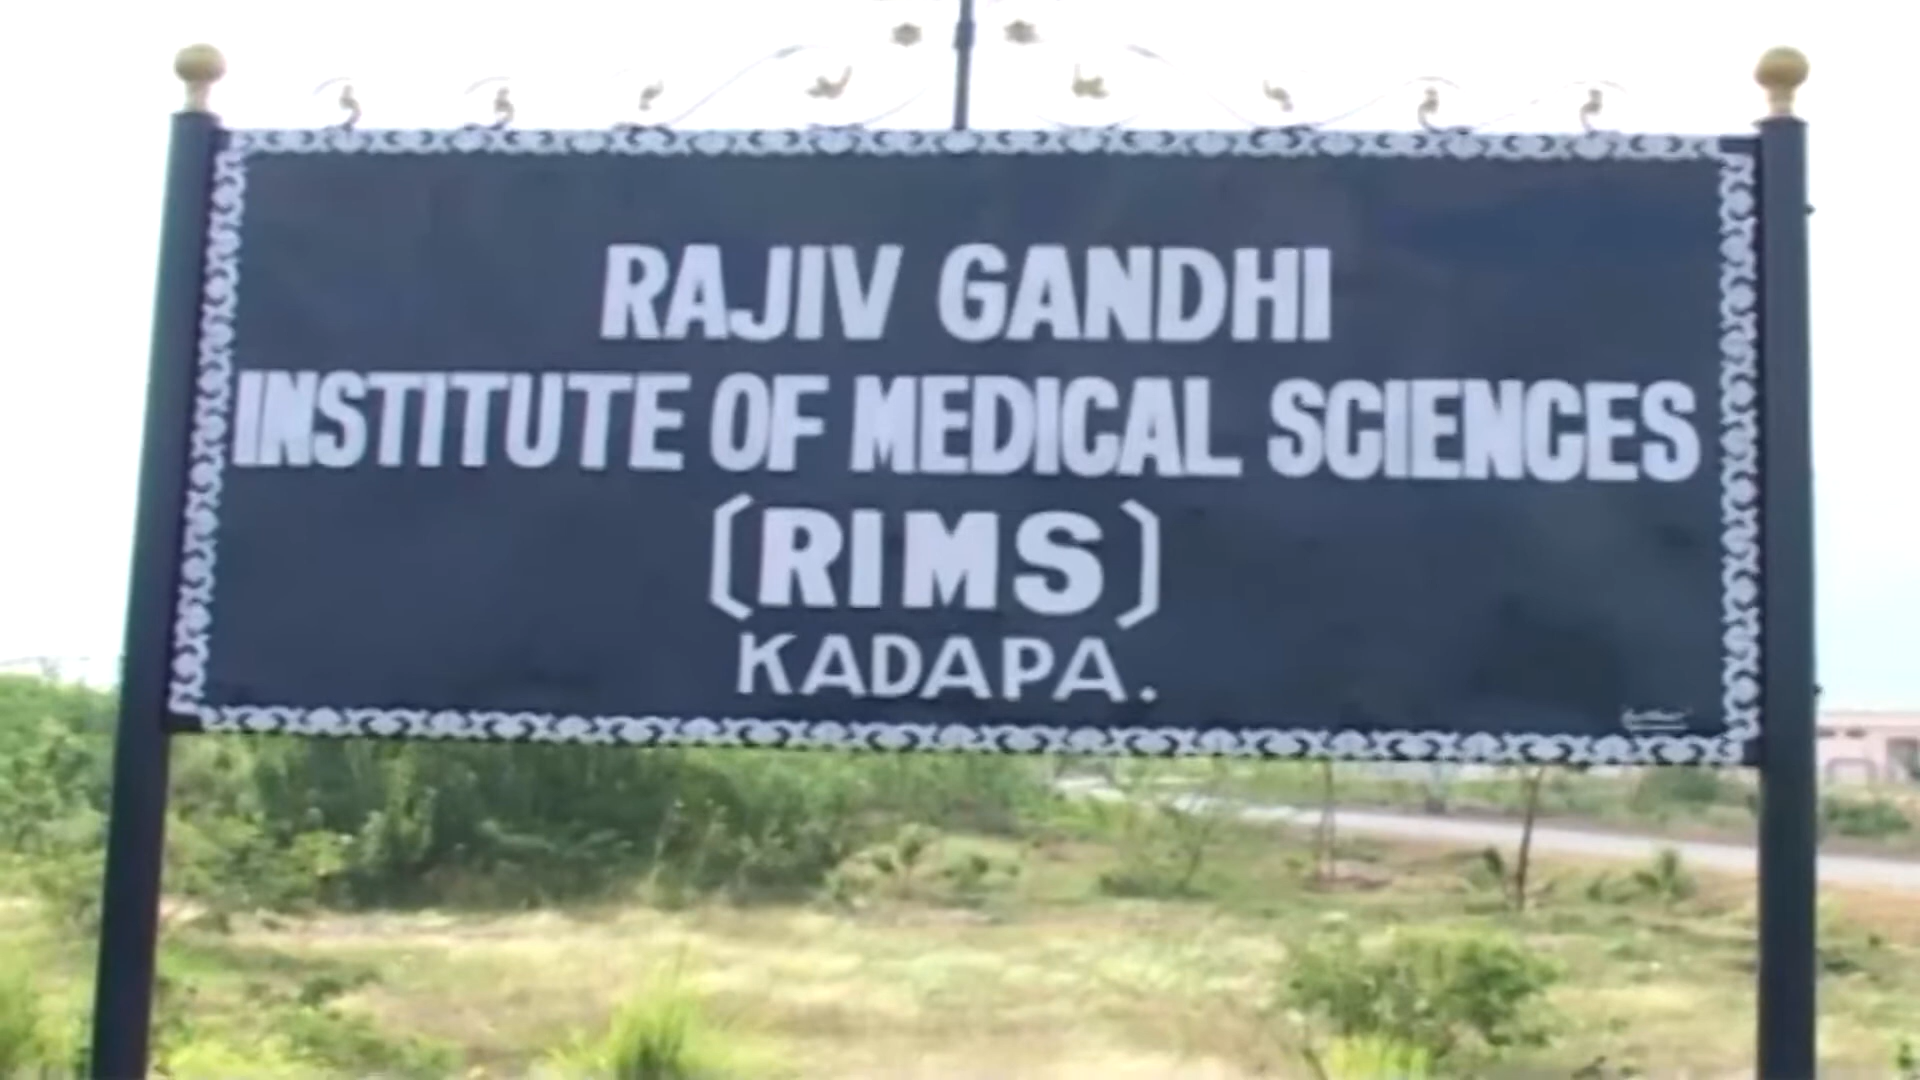 RAJIV GANDHI
INSTITUTE OF MEDICAL SCIENCES
(RIMS)
KADAPA.